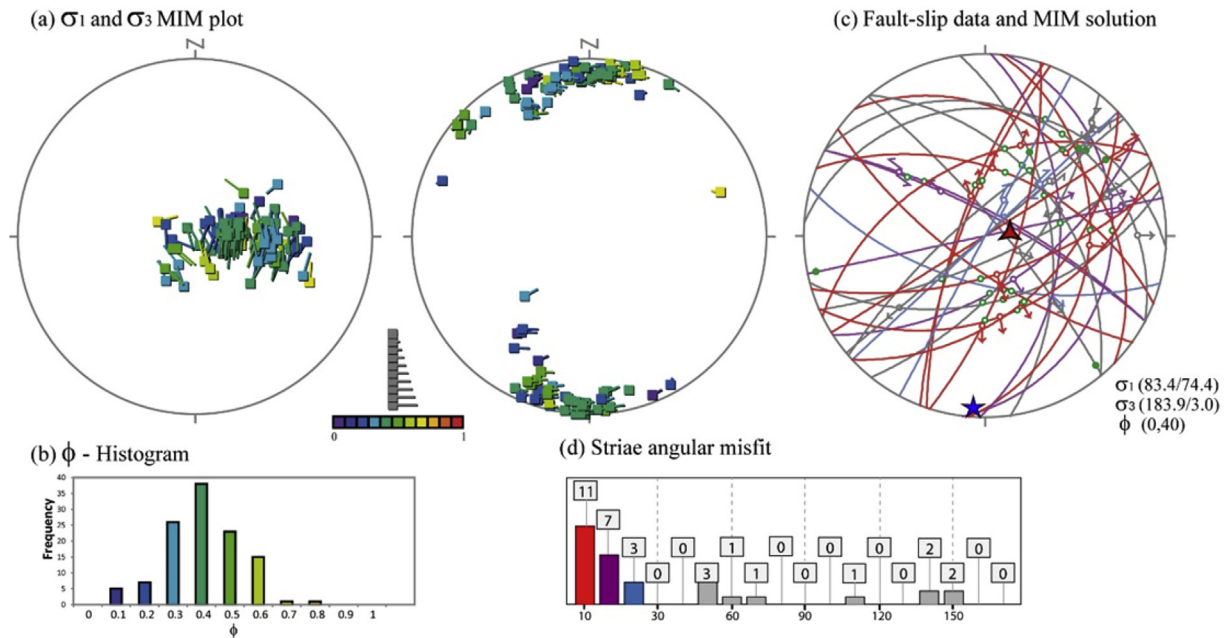 (a) σ1 and σ3 MIM plot
(c) Fault-slip data and MIM solution
N
N
0
1
σ1 (83.4/74.4)
σ3 (183.9/3.0)
ϕ (0,40)
(b) ϕ - Histogram
Frequency
40
35
30
25
20
15
10
5
0
0 0.1 0.2 0.3 0.4 0.5 0.6 0.7 0.8 0.9 1
ϕ
(d) Striae angular misfit
11
7
3
0
0
3
1
1
0
0
0
1
0
0
2
2
0
0
10 30 60 90 120 150